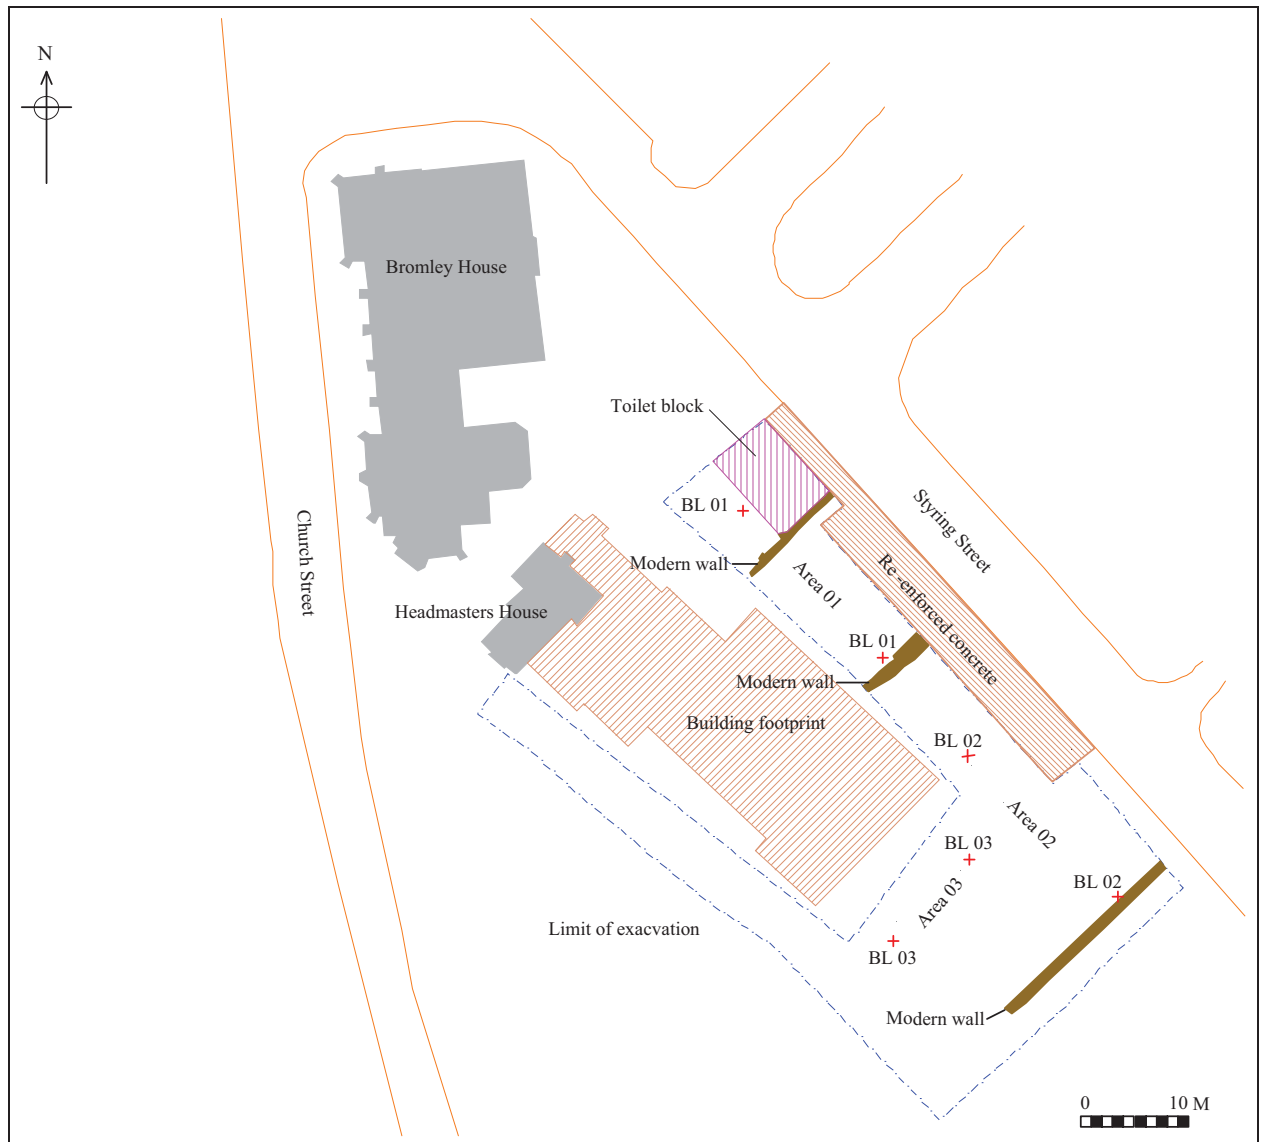 N
Bromley House
Toilet block
BL 01
Styring Street
Church Street
Modern wall
Area 01
Re -enforced concrete
Headmasters House
BL 01
Modern wall
Building footprint
BL 02
Area 02
BL 03
BL 02
Area 03
Limit of exacvation
BL 03
Modern wall
0 10 M